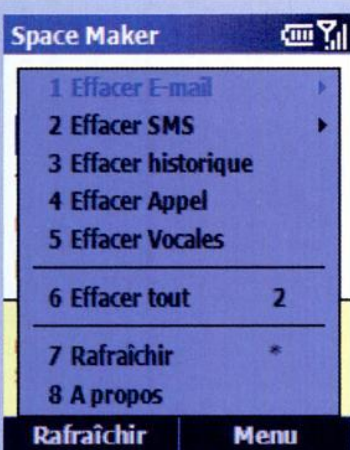 Space Maker
1 Effacer E-mail
2 Effacer SMS
3 Effacer historique
4 Effacer Appel
5 Effacer Vocales
6 Effacer tout 2
7 Rafraîchir *
8 A propos
Rafraîchir Menu